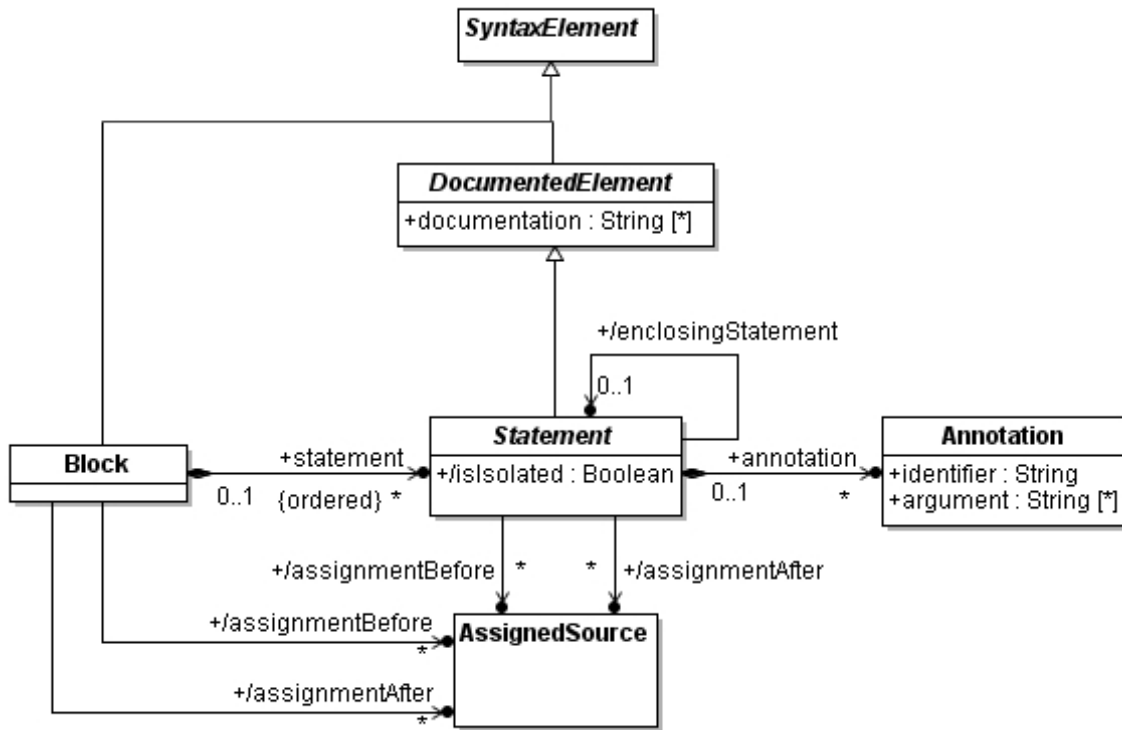 SyntaxElement
DocumentedElement
+documentation : String [*]
+/enclosingStatement
0..1
Statement
+/isIsolated : Boolean
Block
+statement
0..1
{ordered} *
+annotation
0..1
*
Annotation
+identifier : String
+argument : String [*]
+/assignmentBefore
*
*
+/assignmentAfter
AssignedSource
+/assignmentBefore
*
+/assignmentAfter
*